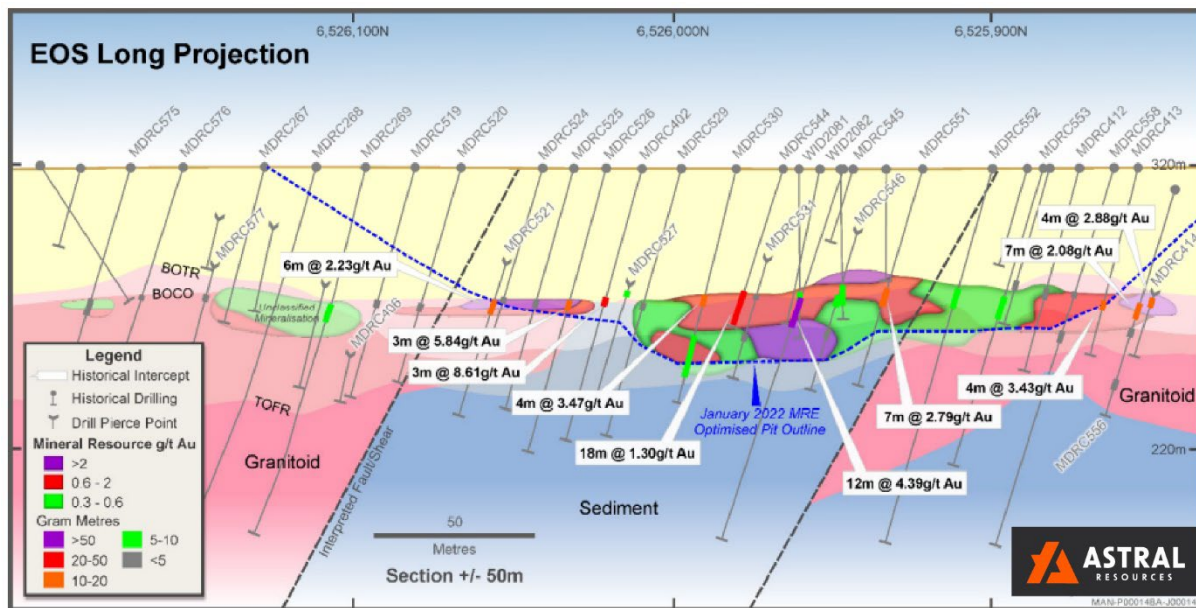 6,526,100N
6,526,000N
6,525,900N
EOS Long Projection
MDRC575
MDRC576
MDRC267
MDRC268
MDRC269
MDRC519
MDRC520
MDRC524
MDRC525
MDRC526
MDRC402
MDRC529
MDRC530
MDRC544
WID2081
WID2082
MDRC545
MDRC551
MDRC552
MDRC553
MDRC412
MDRC558
MDRC413
320m
MDRC577
MDRC521
MDRC527
MDRC531
MDRC546
4m @ 2.88g/t Au
7m @ 2.08g/t Au
MDRC414
6m @ 2.23g/t Au
BOTR
BOCO
Unclassified
Mineralisation
MDRC406
3m @ 5.84g/t Au
3m @ 8.61g/t Au
4m @ 3.47g/t Au
18m @ 1.30g/t Au
January 2022 MRE
Optimised Pit Outline
7m @ 2.79g/t Au
12m @ 4.39g/t Au
4m @ 3.43g/t Au
MDRC556
TOFR
Granitoid
Granitoid
220m
Interpreted Fault/Shear
Sediment
50
Metres
Section +/- 50m
Legend
Historical Intercept
Historical Drilling
Drill Pierce Point
Mineral Resource g/t Au
>2
0.6 - 2
0.3 - 0.6
Gram Metres
>50
5-10
20-50
<5
10-20
ASTRAL
RESOURCES